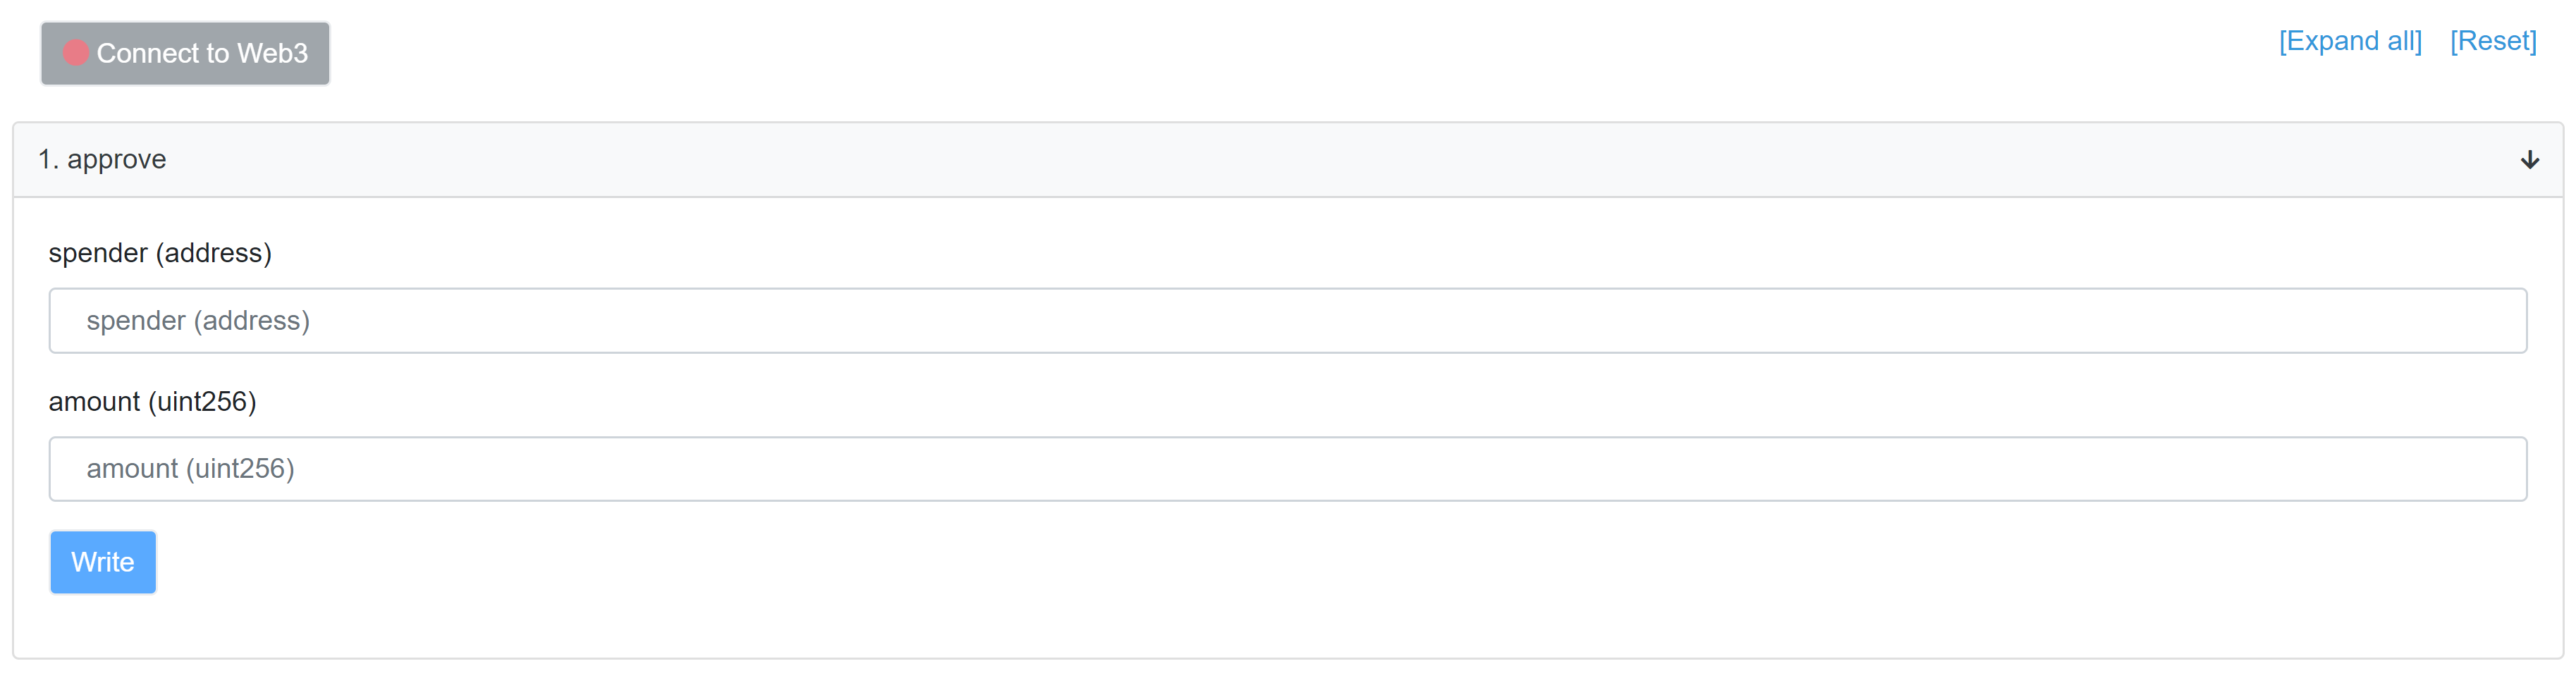 Connect to Web3
[Expand all] [Reset]
1. approve
spender (address)
spender (address)
amount (uint256)
amount (uint256)
Write